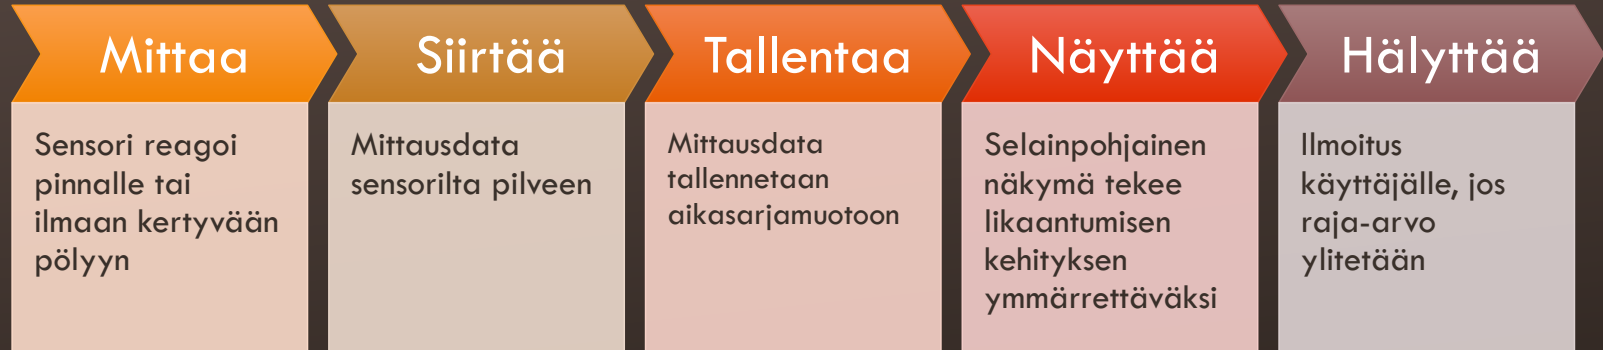 Mittaa
Sensori reagoi
pinnalle tai
ilmaan kertyvään
pölyyn
Siirtää
Mittausdata
sensorilta pilveen
Tallentaa
Mittausdata
tallennetaan
aikasarjamuotoon
Näyttää
Selainpohjainen
näkymä tekee
likaantumisen
kehityksen
ymmärrettäväksi
Hälyttää
Ilmoitus
käyttäjälle, jos
raja-arvo
ylitetään